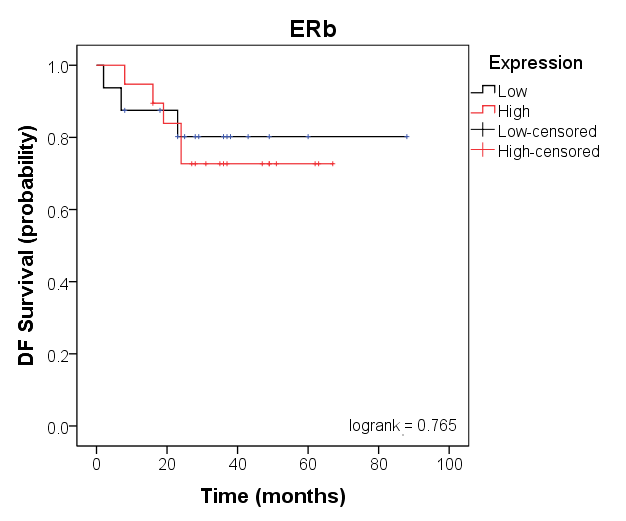 ERb
Expression
Low
High
Low-censored
High-censored
DF Survival (probability)
1.0
0.8
0.6
0.4
0.2
0.0
logrank = 0.765
0 20 40 60 80 100
Time (months)